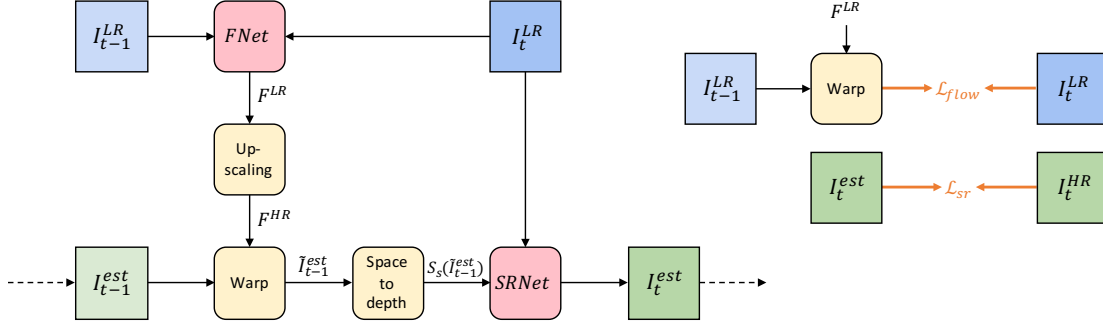 I_{t-1}^{LR}
FNet
I_t^{LR}
F^{LR}
Up-
scaling
F^{HR}
I_{t-1}^{est}
Warp
Ĩ_{t-1}^{est}
Space
to
depth
S_s(Ĩ_{t-1}^{est})
SRNet
I_t^{est}
F^{LR}
I_{t-1}^{LR}
Warp
ℒ_{flow}
I_t^{LR}
I_t^{est}
ℒ_{sr}
I_t^{HR}